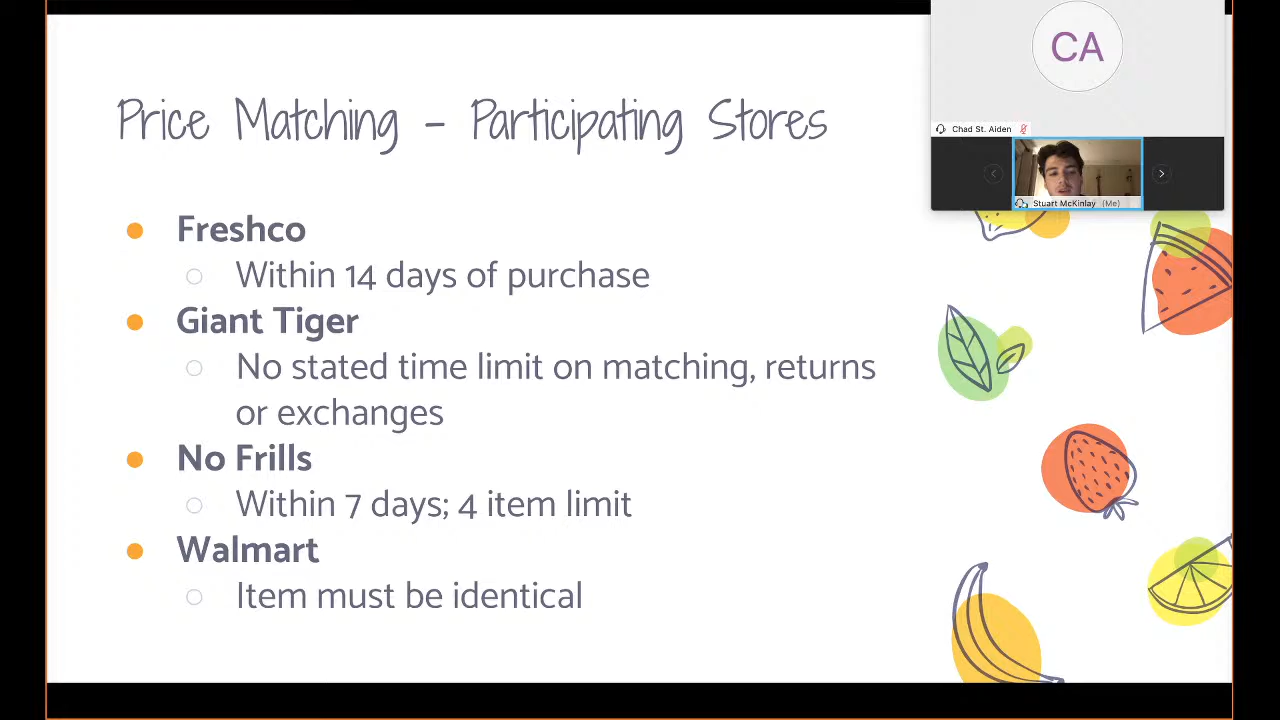 Price Matching - Participating Stores
CA
Chad St. Aiden
Stuart McKinlay (Me)
Freshco
Within 14 days of purchase
Giant Tiger
No stated time limit on matching, returns
or exchanges
No Frills
Within 7 days; 4 item limit
Walmart
Item must be identical